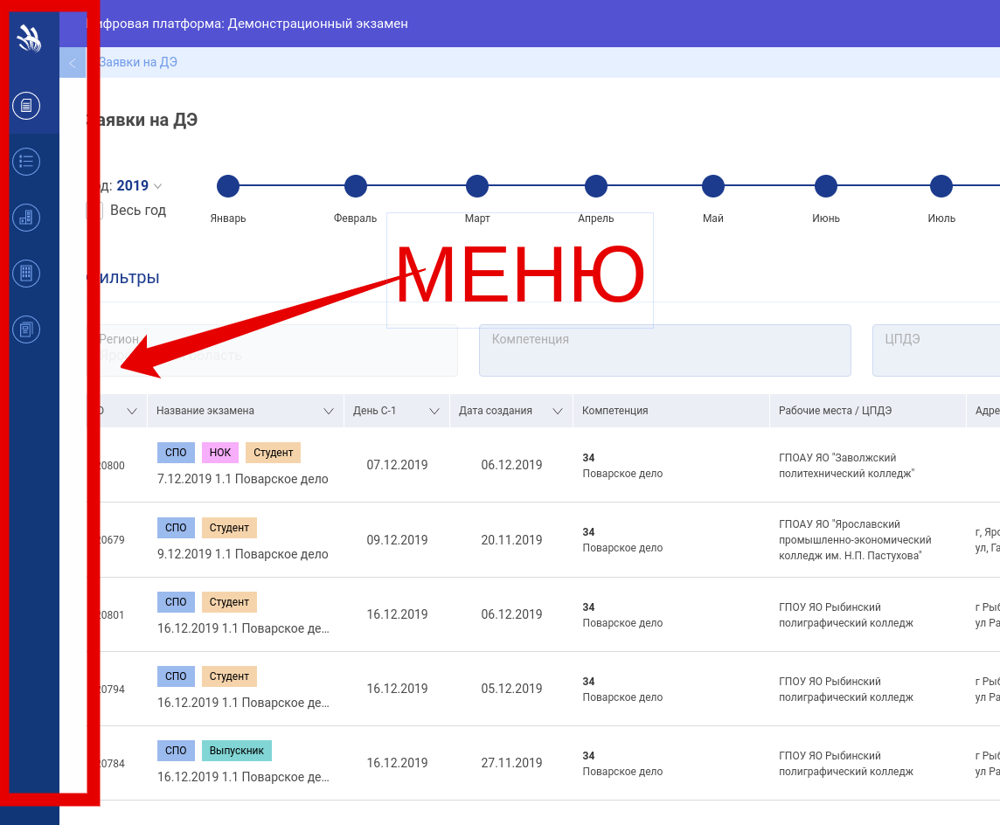 ифровая платформа: Демонстрационный экзамен
Заявки на ДЭ
Заявки на ДЭ
од: 2019
Весь год
Январь Февраль Март Апрель Май Июнь Июль
МЕНЮ
Фильтры
Регион Компетенция ЦПДЭ
область
Название экзамена День С-1 Дата создания Компетенция Рабочие места / ЦПДЭ Адре
СПО НОК Студент
20800 7.12.2019 1.1 Поварское дело 07.12.2019 06.12.2019
34
Поварское дело
ГПОАУ ЯО "Заволжский
политехнический колледж"
СПО Студент
20679 9.12.2019 1.1 Поварское дело 09.12.2019 20.11.2019
34
Поварское дело
ГПОАУ ЯО "Ярославский
промышленно-экономический
колледж им. Н.П. Пастухова"
г, Яро
ул, Га
СПО Студент
20801 16.12.2019 1.1 Поварское де... 16.12.2019 06.12.2019
34
Поварское дело
ГПОУ ЯО Рыбинский
полиграфический колледж
г Рыб
ул Ра
СПО Студент
20794 16.12.2019 1.1 Поварское де... 16.12.2019 05.12.2019
34
Поварское дело
ГПОУ ЯО Рыбинский
полиграфический колледж
г Рыб
ул Ра
СПО Выпускник
20784 16.12.2019 1.1 Поварское де... 16.12.2019 27.11.2019
34
Поварское дело
ГПОУ ЯО Рыбинский
полиграфический колледж
г Рыб
ул Ра